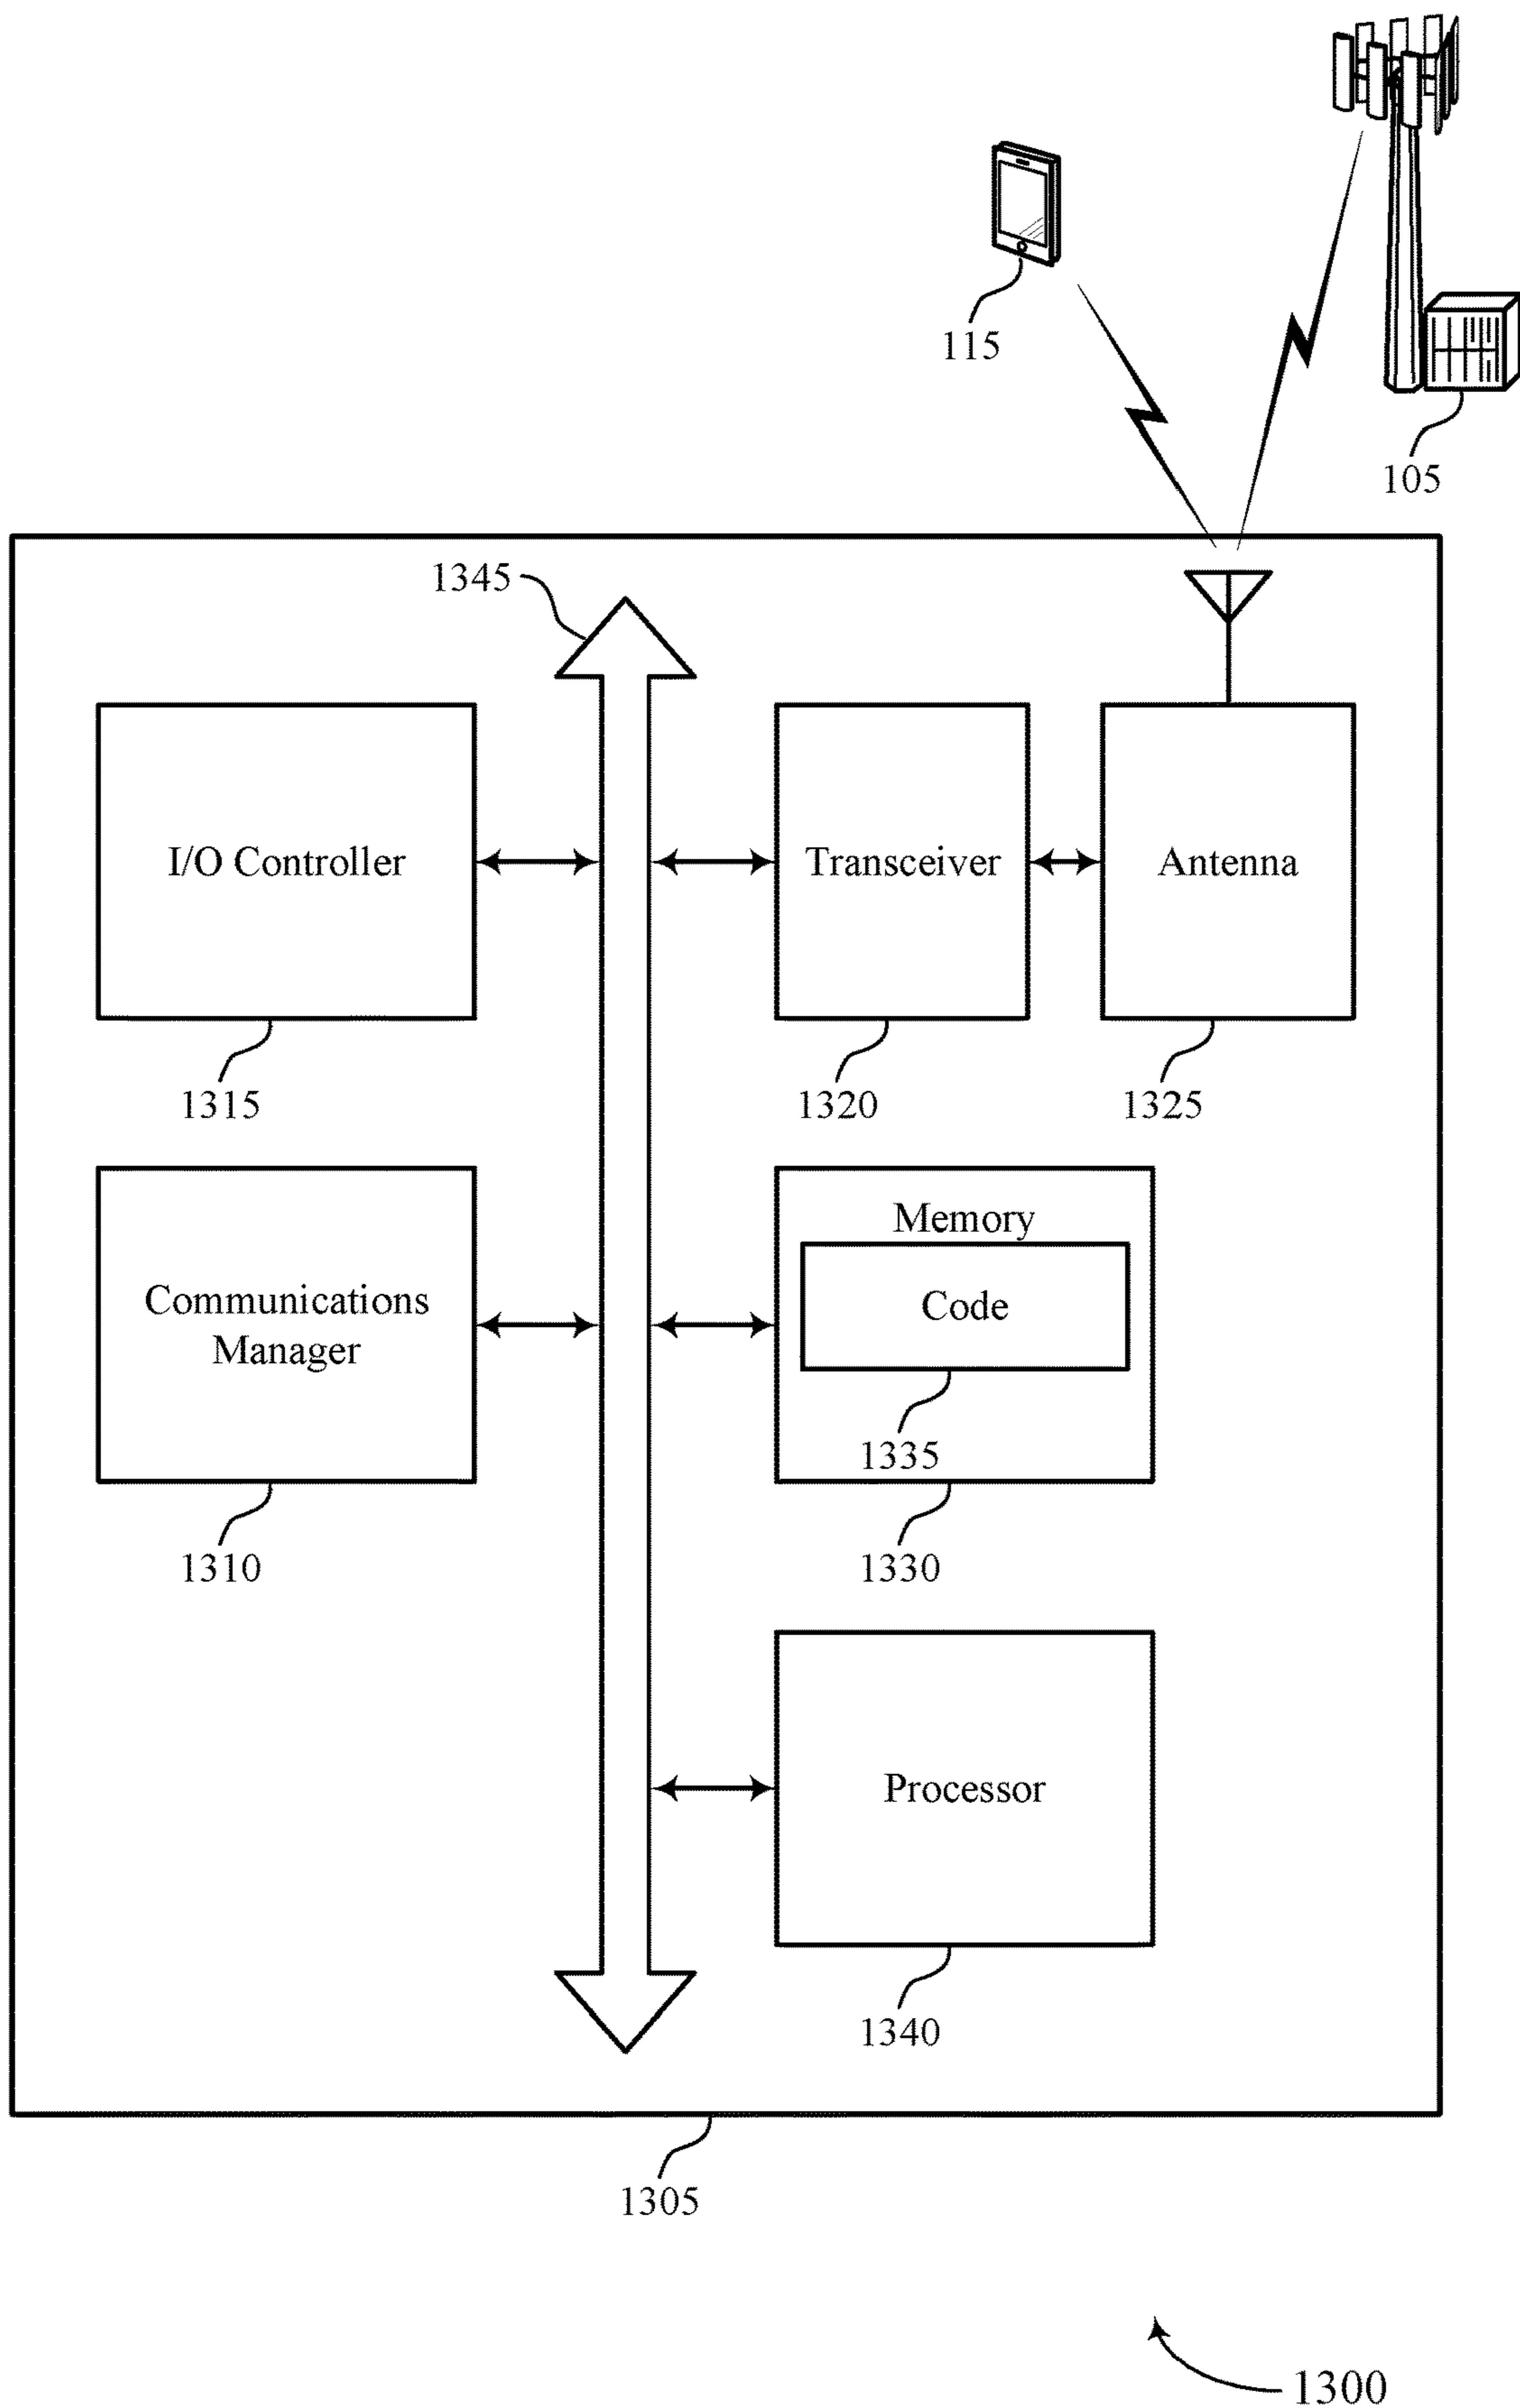 115
105
1345
I/O Controller
Transceiver
Antenna
1315
1320
1325
Communications
Manager
Memory
Code
1335
1310
1330
Processor
1340
1305
1300